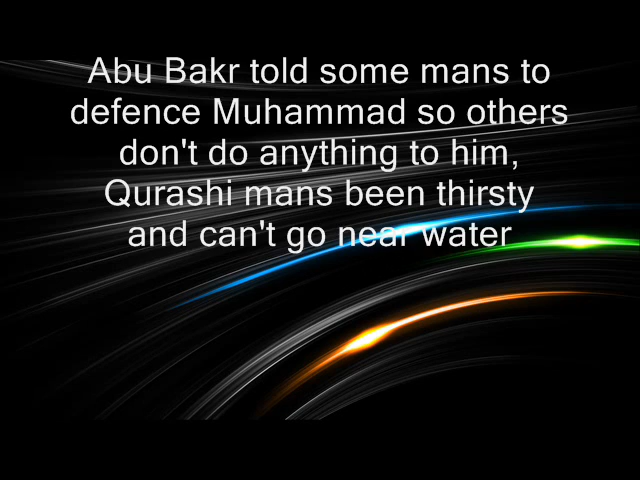 Abu Bakr told some mans to
defence Muhammad so others
don't do anything to him,
Qurashi mans been thirsty
and can't go near water